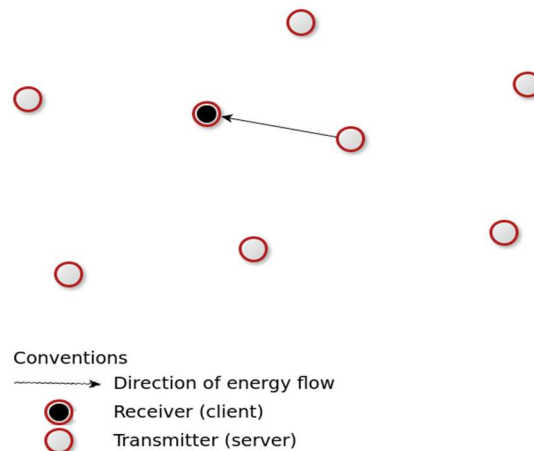 Conventions
Direction of energy flow
Receiver (client)
Transmitter (server)